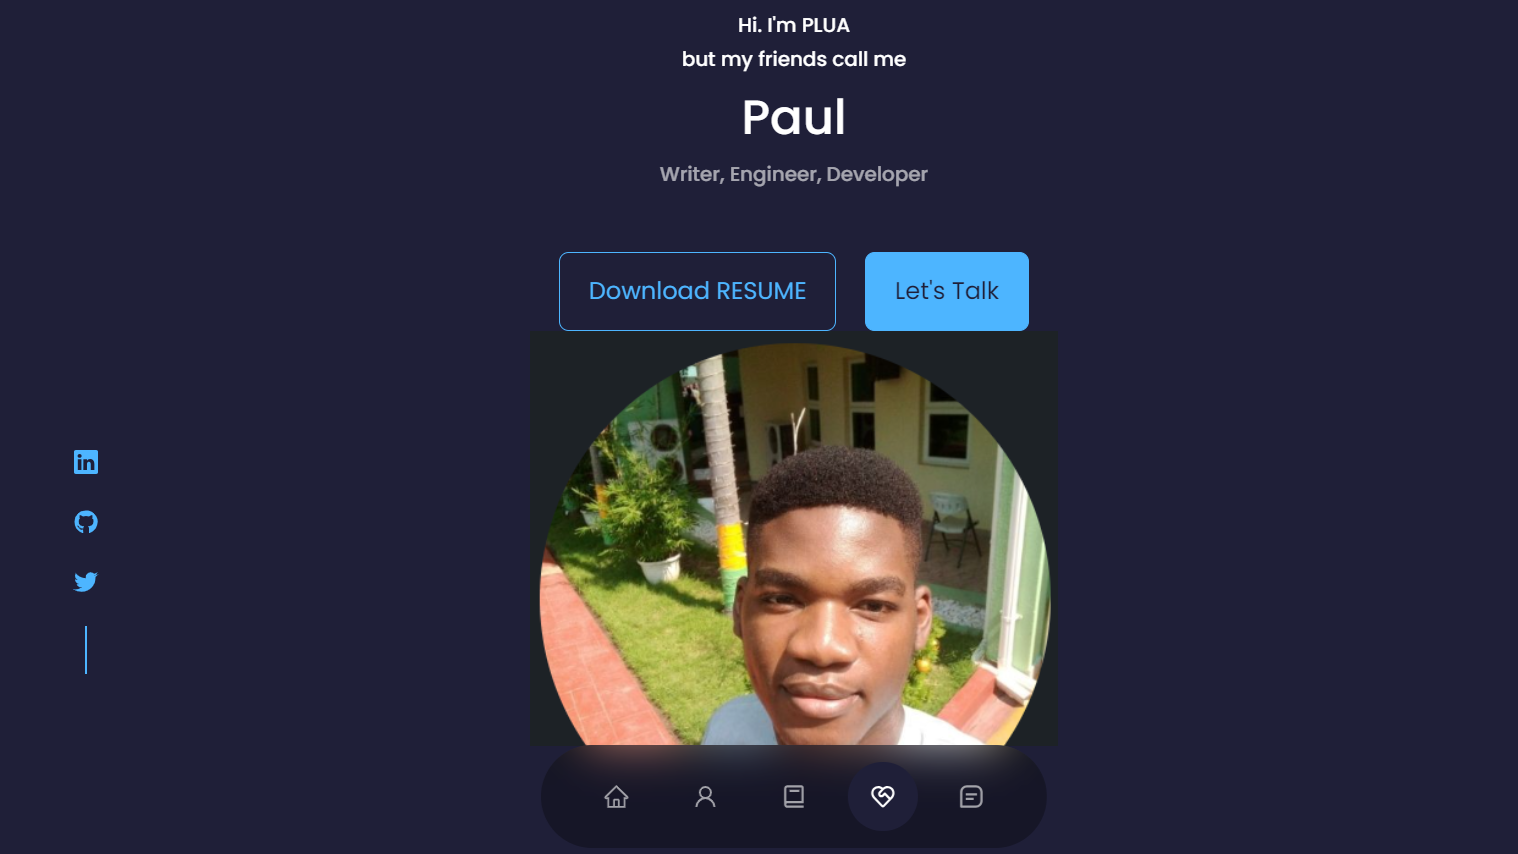 Hi. I'm PLUA
but my friends call me
Paul
Writer, Engineer, Developer
Download RESUME
Let's Talk